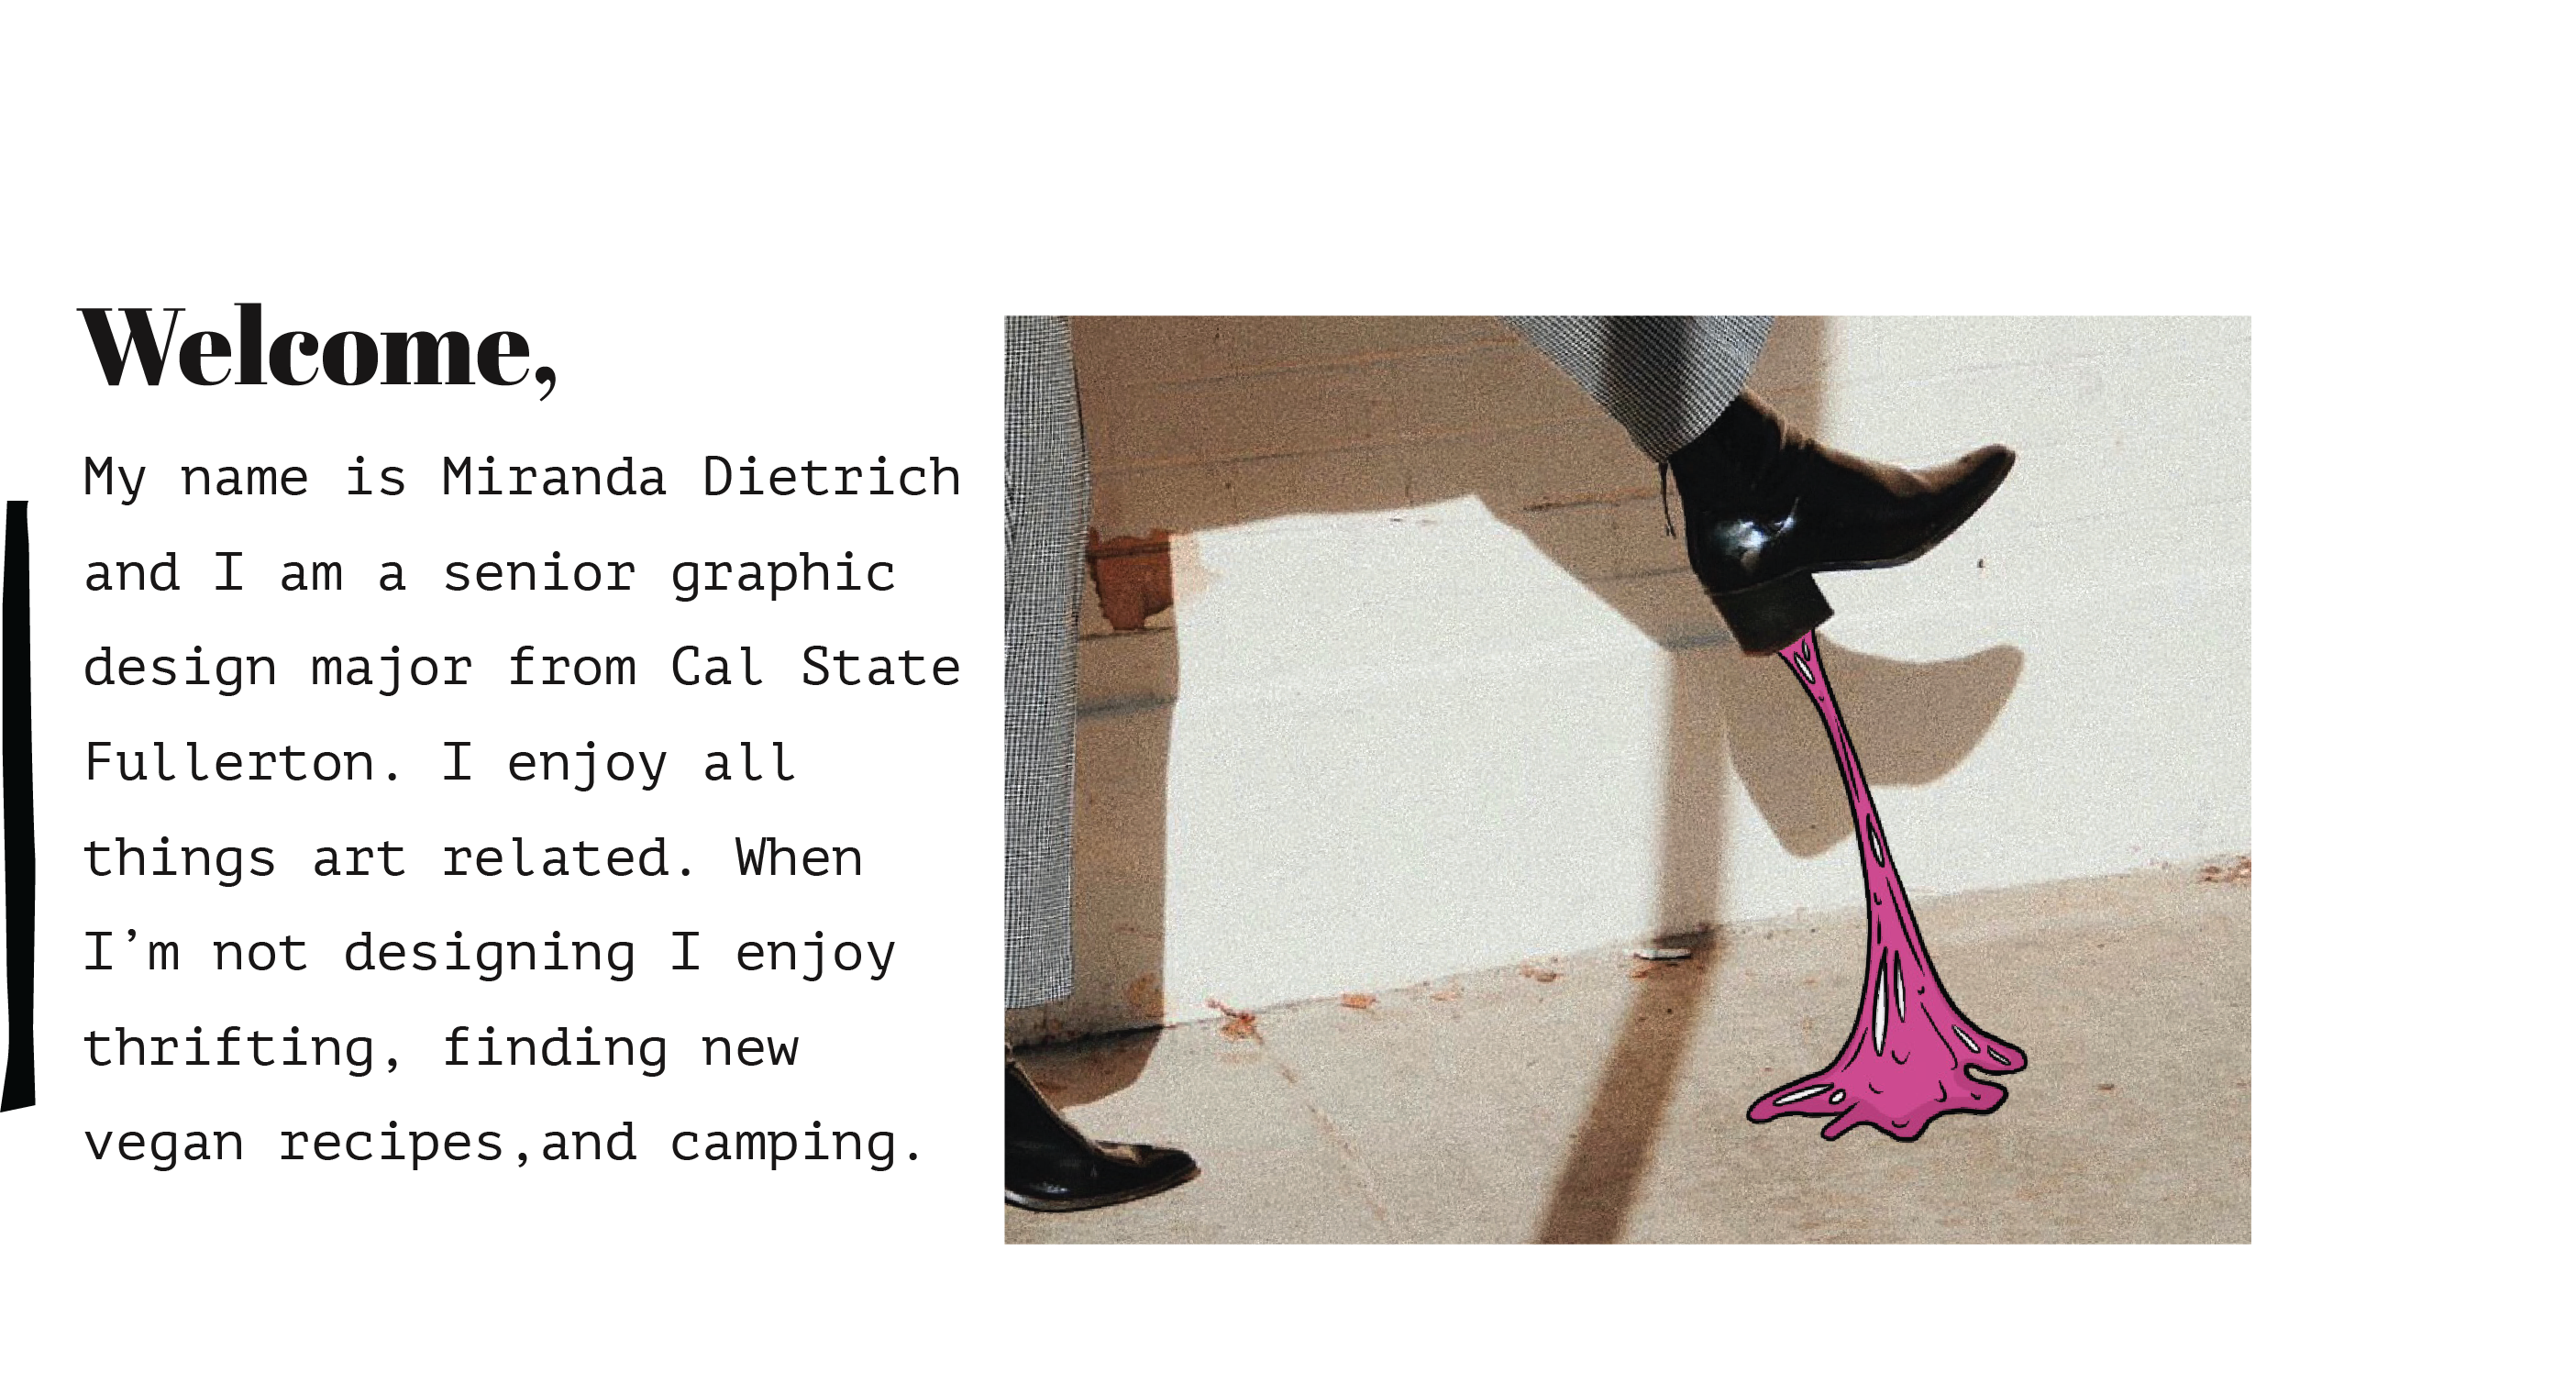 Welcome,
My name is Miranda Dietrich
and I am a senior graphic
design major from Cal State
Fullerton. I enjoy all
things art related. When
I’m not designing I enjoy
thrifting, finding new
vegan recipes,and camping.